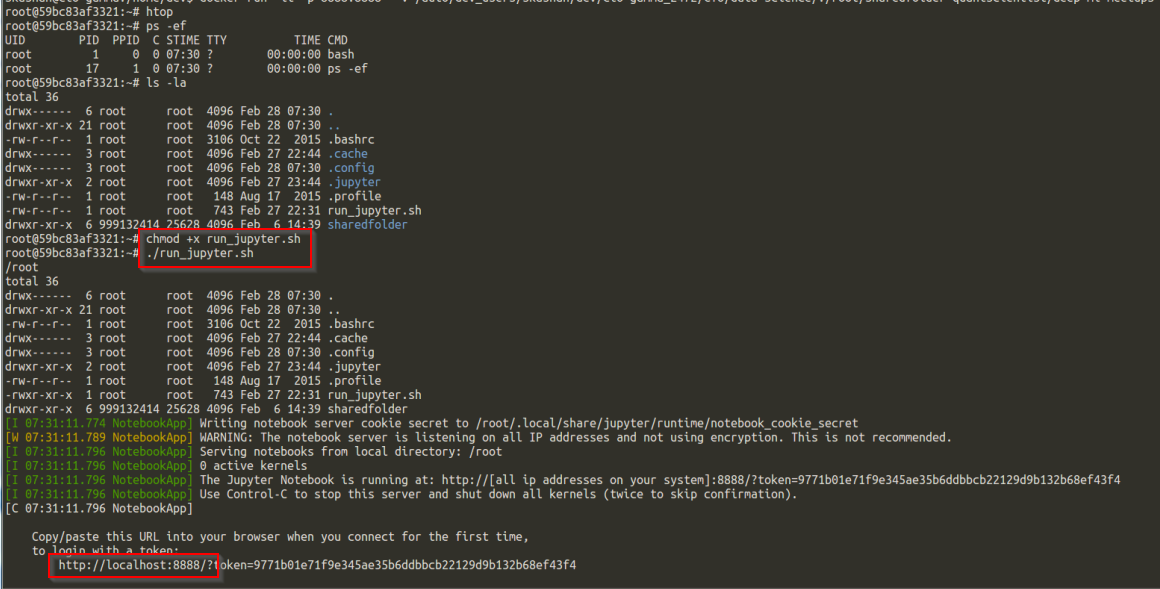 root@59bc83af3321:~# htop
root@59bc83af3321:~# ps -ef
UID        PID  PPID  C STIME TTY          TIME CMD
root         1     0  0 07:30 ?        00:00:00 bash
root        17     1  0 07:30 ?        00:00:00 ps -ef
root@59bc83af3321:~# ls -la
total 36
drwx------  6 root      root  4096 Feb 28 07:30 .
drwxr-xr-x 21 root      root  4096 Feb 28 07:30 ..
-rw-r--r--  1 root      root  3106 Oct 22  2015 .bashrc
drwx------  3 root      root  4096 Feb 27 22:44 .cache
drwx------  3 root      root  4096 Feb 28 07:30 .config
drwxr-xr-x  2 root      root  4096 Feb 27 23:44 .jupyter
-rw-r--r--  1 root      root   148 Aug 17  2015 .profile
-rw-r--r--  1 root      root   743 Feb 27 22:31 run_jupyter.sh
drwxr-xr-x  6 999132414 25628 4096 Feb  6 14:39 sharedfolder
root@59bc83af3321:~# chmod +x run_jupyter.sh
root@59bc83af3321:~# ./run_jupyter.sh
/root
total 36
drwx------  6 root      root  4096 Feb 28 07:30 .
drwxr-xr-x 21 root      root  4096 Feb 28 07:30 ..
-rw-r--r--  1 root      root  3106 Oct 22  2015 .bashrc
drwx------  3 root      root  4096 Feb 27 22:44 .cache
drwx------  3 root      root  4096 Feb 28 07:30 .config
drwxr-xr-x  2 root      root  4096 Feb 27 23:44 .jupyter
-rw-r--r--  1 root      root   148 Aug 17  2015 .profile
-rwxr-xr-x  1 root      root   743 Feb 27 22:31 run_jupyter.sh
drwxr-xr-x  6 999132414 25628 4096 Feb  6 14:39 sharedfolder
[I 07:31:11.774 NotebookApp] Writing notebook server cookie secret to /root/.local/share/jupyter/runtime/notebook_cookie_secret
[W 07:31:11.789 NotebookApp] WARNING: The notebook server is listening on all IP addresses and not using encryption. This is not recommended.
[I 07:31:11.796 NotebookApp] Serving notebooks from local directory: /root
[I 07:31:11.796 NotebookApp] 0 active kernels
[I 07:31:11.796 NotebookApp] The Jupyter Notebook is running at: http://[all ip addresses on your system]:8888/?token=9771b01e71f9e345ae35b6ddbbcb22129d9b132b68ef43f4
[I 07:31:11.796 NotebookApp] Use Control-C to stop this server and shut down all kernels (twice to skip confirmation).
[C 07:31:11.796 NotebookApp]
Copy/paste this URL into your browser when you connect for the first time,
to login with a token:
http://localhost:8888/?token=9771b01e71f9e345ae35b6ddbbcb22129d9b132b68ef43f4